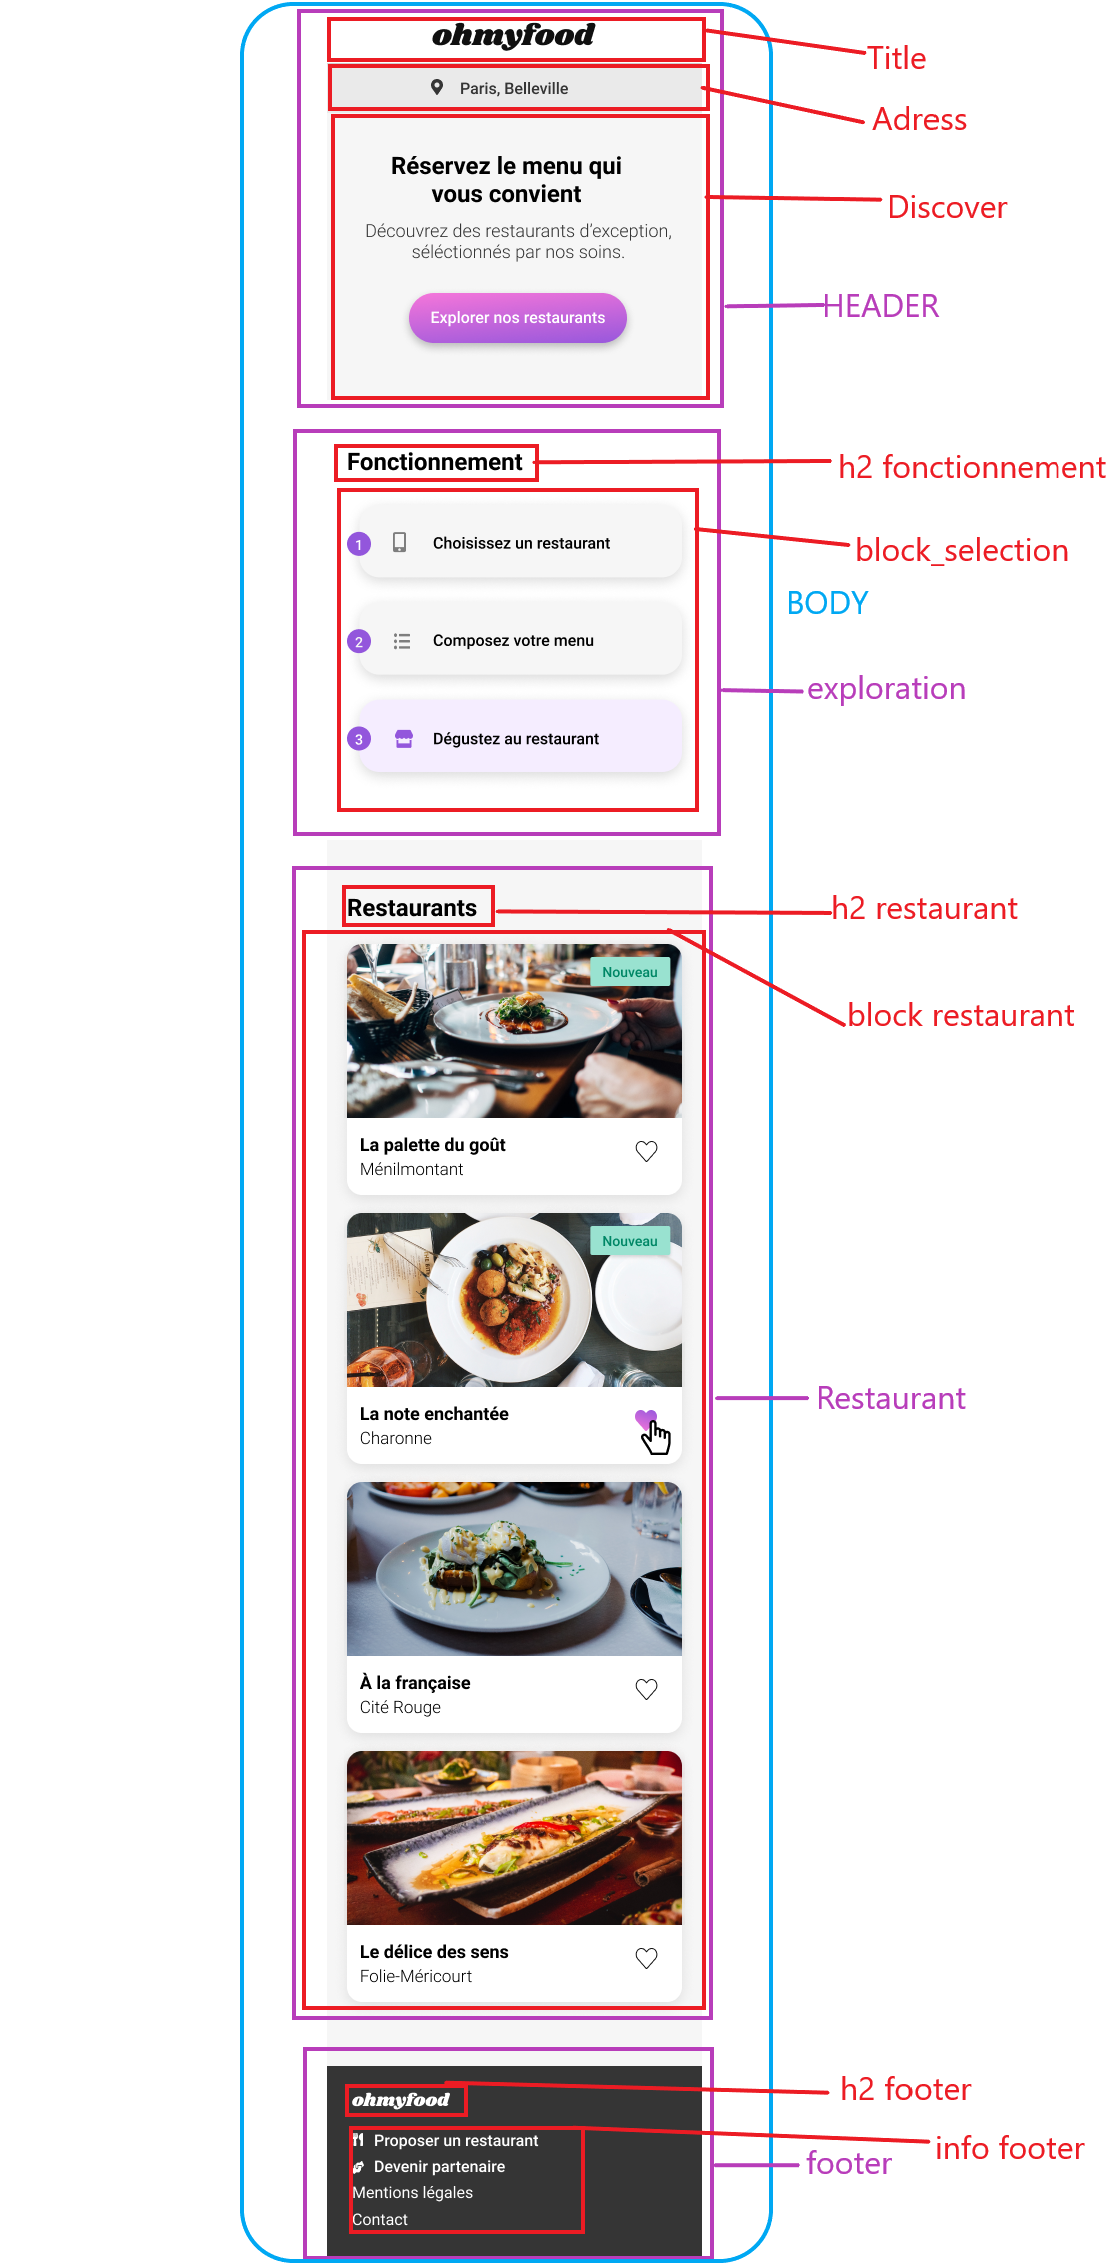 ohmyfood
Title
Paris, Belleville
Adress
Réservez le menu qui
vous convient
Discover
Découvrez des restaurants d'exception,
séléctionnés par nos soins.
HEADER
Explorer nos restaurants
Fonctionnement
h2 fonctionnement
1
Choisissez un restaurant
block_selection
BODY
2
Composez votre menu
exploration
3
Dégustez au restaurant
Restaurants
h2 restaurant
Nouveau
block restaurant
La palette du goût
Ménilmontant
Nouveau
Restaurant
La note enchantée
Charonne
À la française
Cité Rouge
Le délice des sens
Folie-Méricourt
h2 footer
ohmyfood
Proposer un restaurant
info footer
footer
Devenir partenaire
Mentions légales
Contact